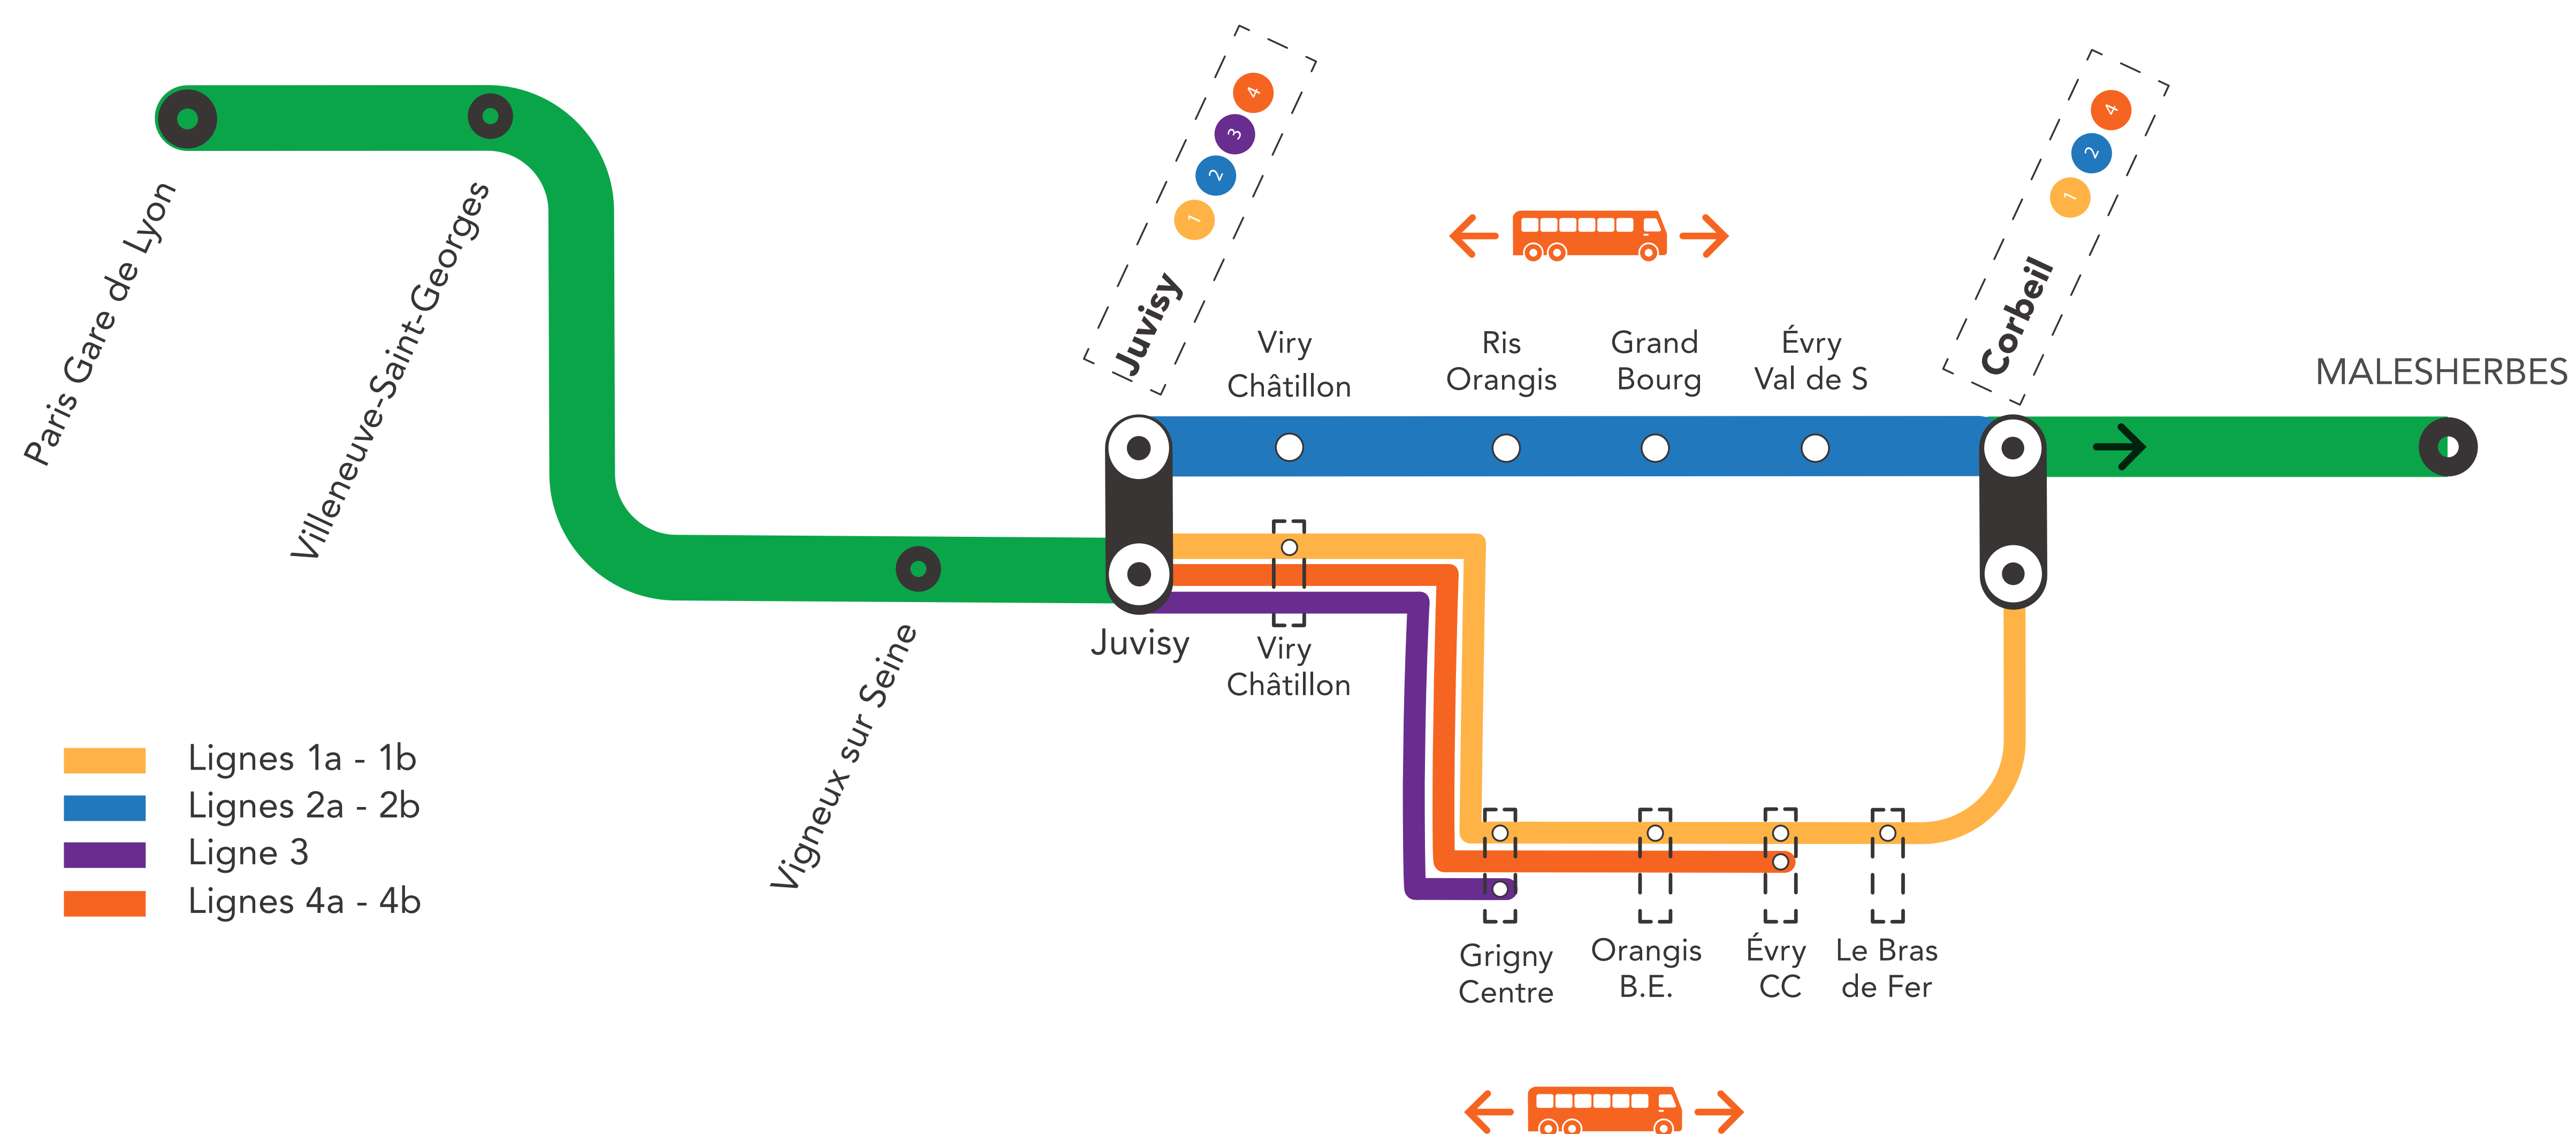 Paris Gare de Lyon
Villeneuve-Saint-Georges
Vigneux sur Seine
Juvisy 1 2 3 4
Corbeil 1 2 4
Viry
Châtillon
Ris
Orangis
Grand
Bourg
Évry
Val de S
MALESHERBES
Juvisy
Viry
Châtillon
Lignes 1a - 1b
Lignes 2a - 2b
Ligne 3
Lignes 4a - 4b
Grigny
Centre
Orangis
B.E.
Évry
CC
Le Bras
de Fer